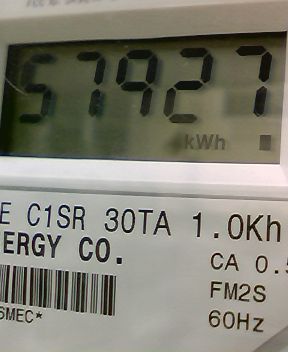 57927
kWh
E C1SR 30TA 1.0Kh
ERGY CO.
CA 0.5
FM2S
6MEC*
60Hz